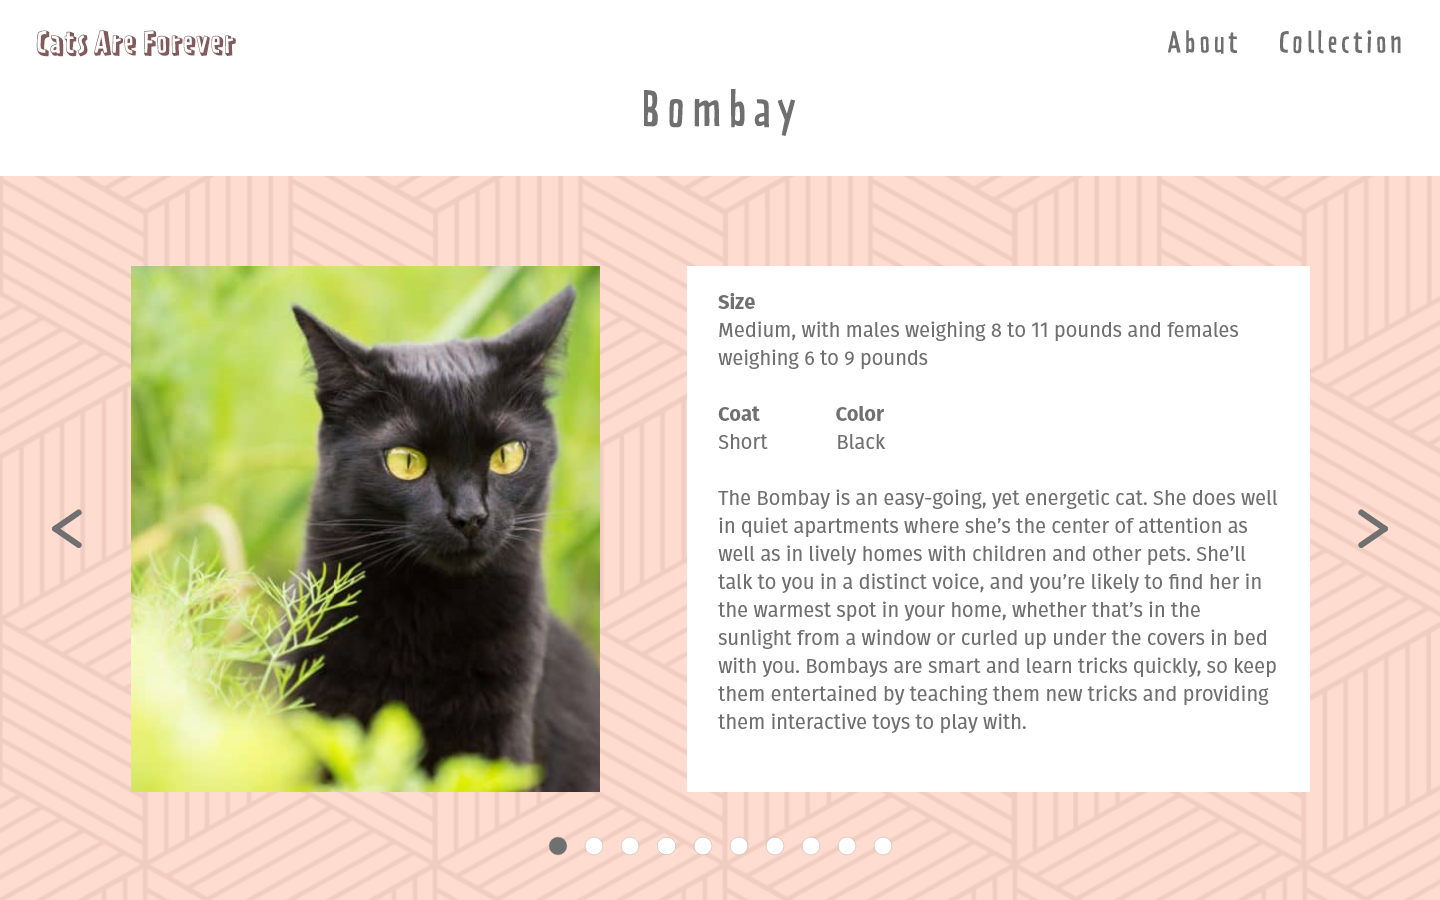 Cats Are Forever
About
Collection
Bombay
Size
Medium, with males weighing 8 to 11 pounds and females
weighing 6 to 9 pounds
Coat
Color
Short
Black
The Bombay is an easy-going, yet energetic cat. She does well
in quiet apartments where she’s the center of attention as
well as in lively homes with children and other pets. She’ll
talk to you in a distinct voice, and you’re likely to find her in
the warmest spot in your home, whether that’s in the
sunlight from a window or curled up under the covers in bed
with you. Bombays are smart and learn tricks quickly, so keep
them entertained by teaching them new tricks and providing
them interactive toys to play with.